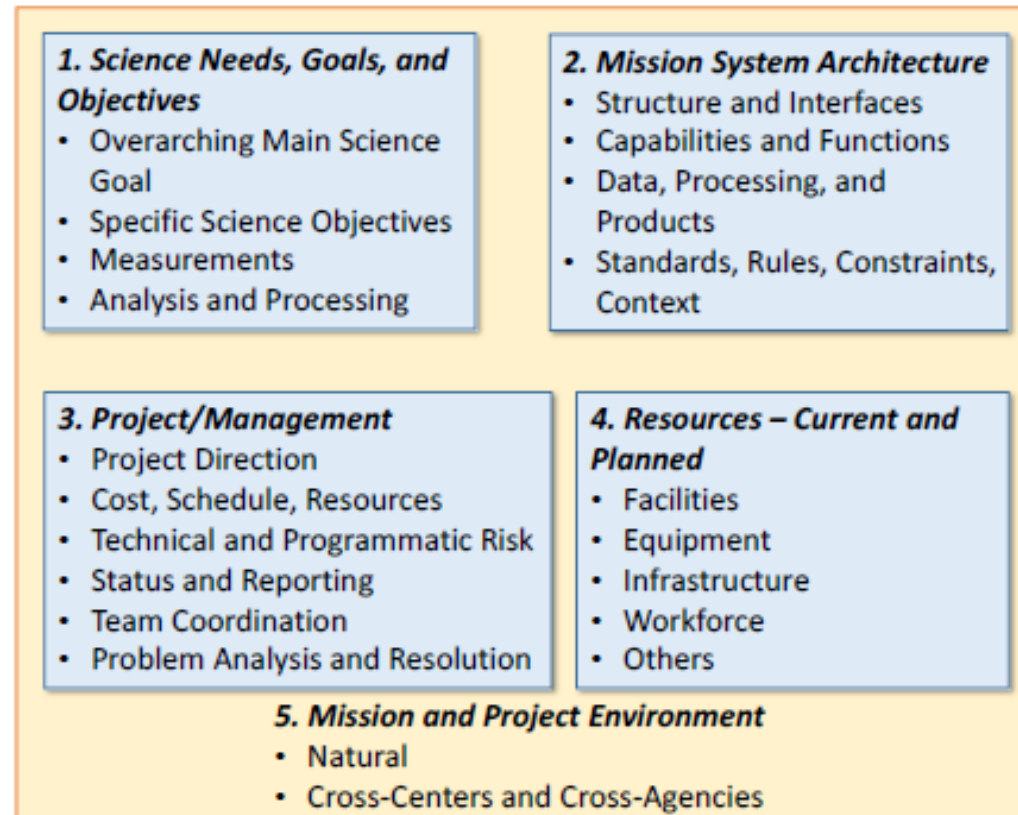 1. Science Needs, Goals, and
Objectives
• Overarching Main Science
Goal
• Specific Science Objectives
• Measurements
• Analysis and Processing
2. Mission System Architecture
• Structure and Interfaces
• Capabilities and Functions
• Data, Processing, and
Products
• Standards, Rules, Constraints,
Context
3. Project/Management
• Project Direction
• Cost, Schedule, Resources
• Technical and Programmatic Risk
• Status and Reporting
• Team Coordination
• Problem Analysis and Resolution
4. Resources – Current and
Planned
• Facilities
• Equipment
• Infrastructure
• Workforce
• Others
5. Mission and Project Environment
• Natural
• Cross-Centers and Cross-Agencies